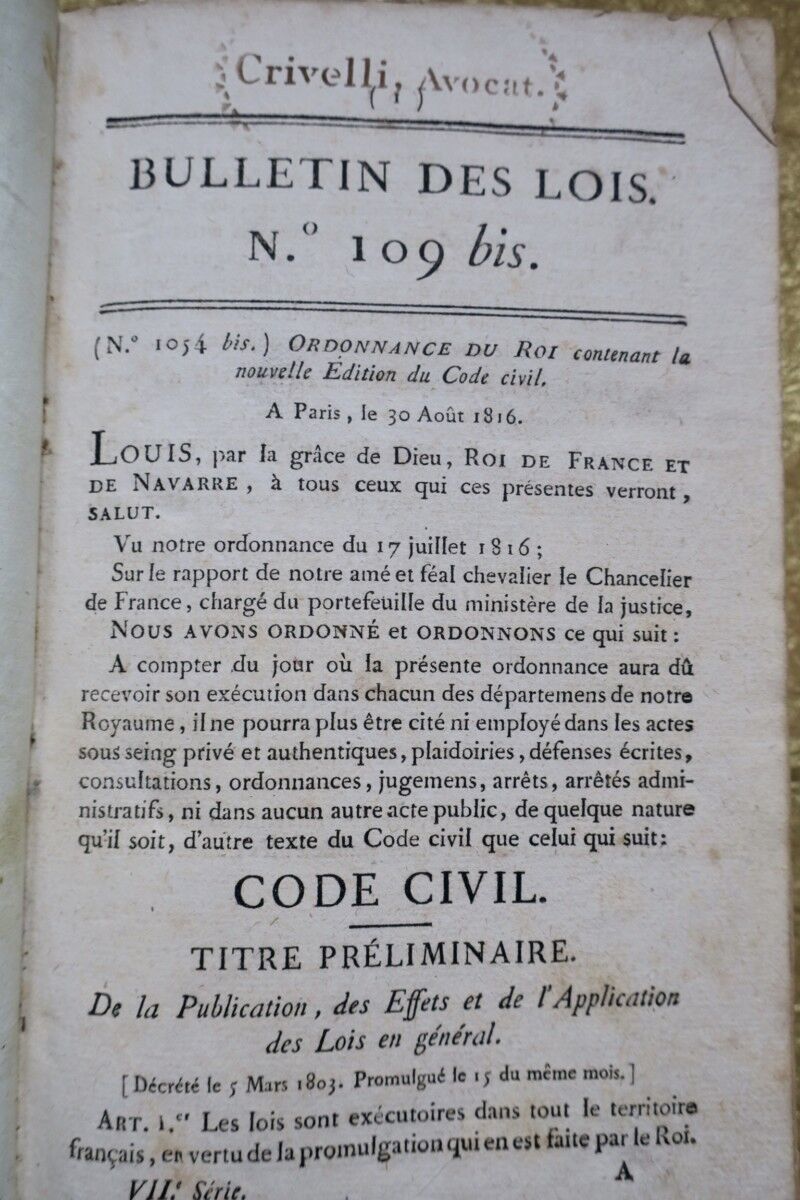 Crivelli, Avocat.
( 1 )
BULLETIN DES LOIS.
N.º 109 bis.
(N.º 1054 bis.) ORDONNANCE DU ROI contenant la
nouvelle Édition du Code civil.
A Paris, le 30 Août 1816.
LOUIS, par la grâce de Dieu, ROI DE FRANCE ET
DE NAVARRE, à tous ceux qui ces présentes verront,
SALUT.
Vu notre ordonnance du 17 juillet 1816;
Sur le rapport de notre amé et féal chevalier le Chancelier
de France, chargé du portefeuille du ministère de la justice,
NOUS AVONS ORDONNÉ et ORDONNONS ce qui suit:
A compter du jour où la présente ordonnance aura dû
recevoir son exécution dans chacun des départemens de notre
Royaume, il ne pourra plus être cité ni employé dans les actes
sous seing privé et authentiques, plaidoiries, défenses écrites,
consultations, ordonnances, jugemens, arrêts, arrêtés admi-
nistratifs, ni dans aucun autre acte public, de quelque nature
qu'il soit, d'autre texte du Code civil que celui qui suit:
CODE CIVIL.
TITRE PRÉLIMINAIRE.
De la Publication, des Effets et de l'Application
des Lois en général.
[Décrété le 5 Mars 1803. Promulgué le 15 du même mois.]
ART. 1.er Les lois sont exécutoires dans tout le territoire
français, en vertu de la promulgation qui en est faite par le Roi.
VII.e Série. A